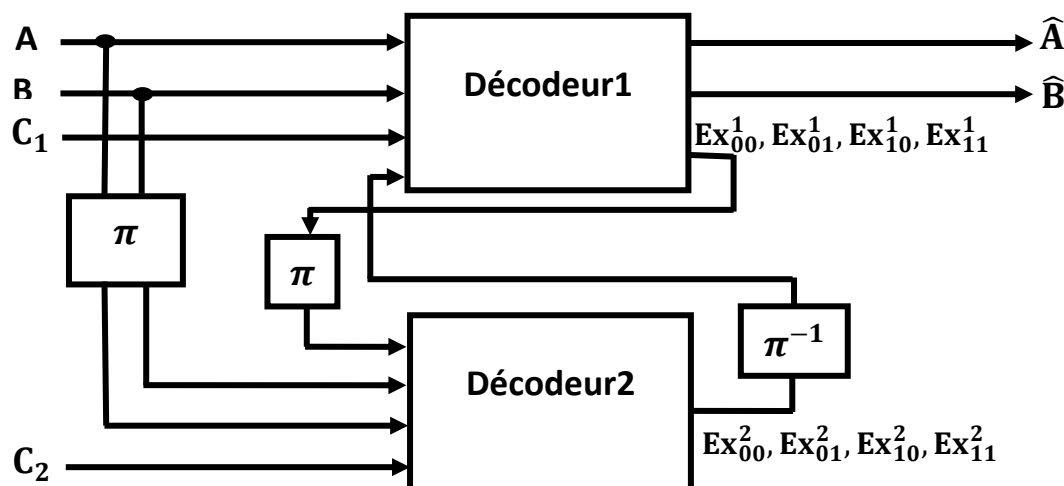 A
Â
B
B̂
Décodeur1
C₁
Ex¹₀₀, Ex¹₀₁, Ex¹₁₀, Ex¹₁₁
π
π
π⁻¹
Décodeur2
Ex²₀₀, Ex²₀₁, Ex²₁₀, Ex²₁₁
C₂